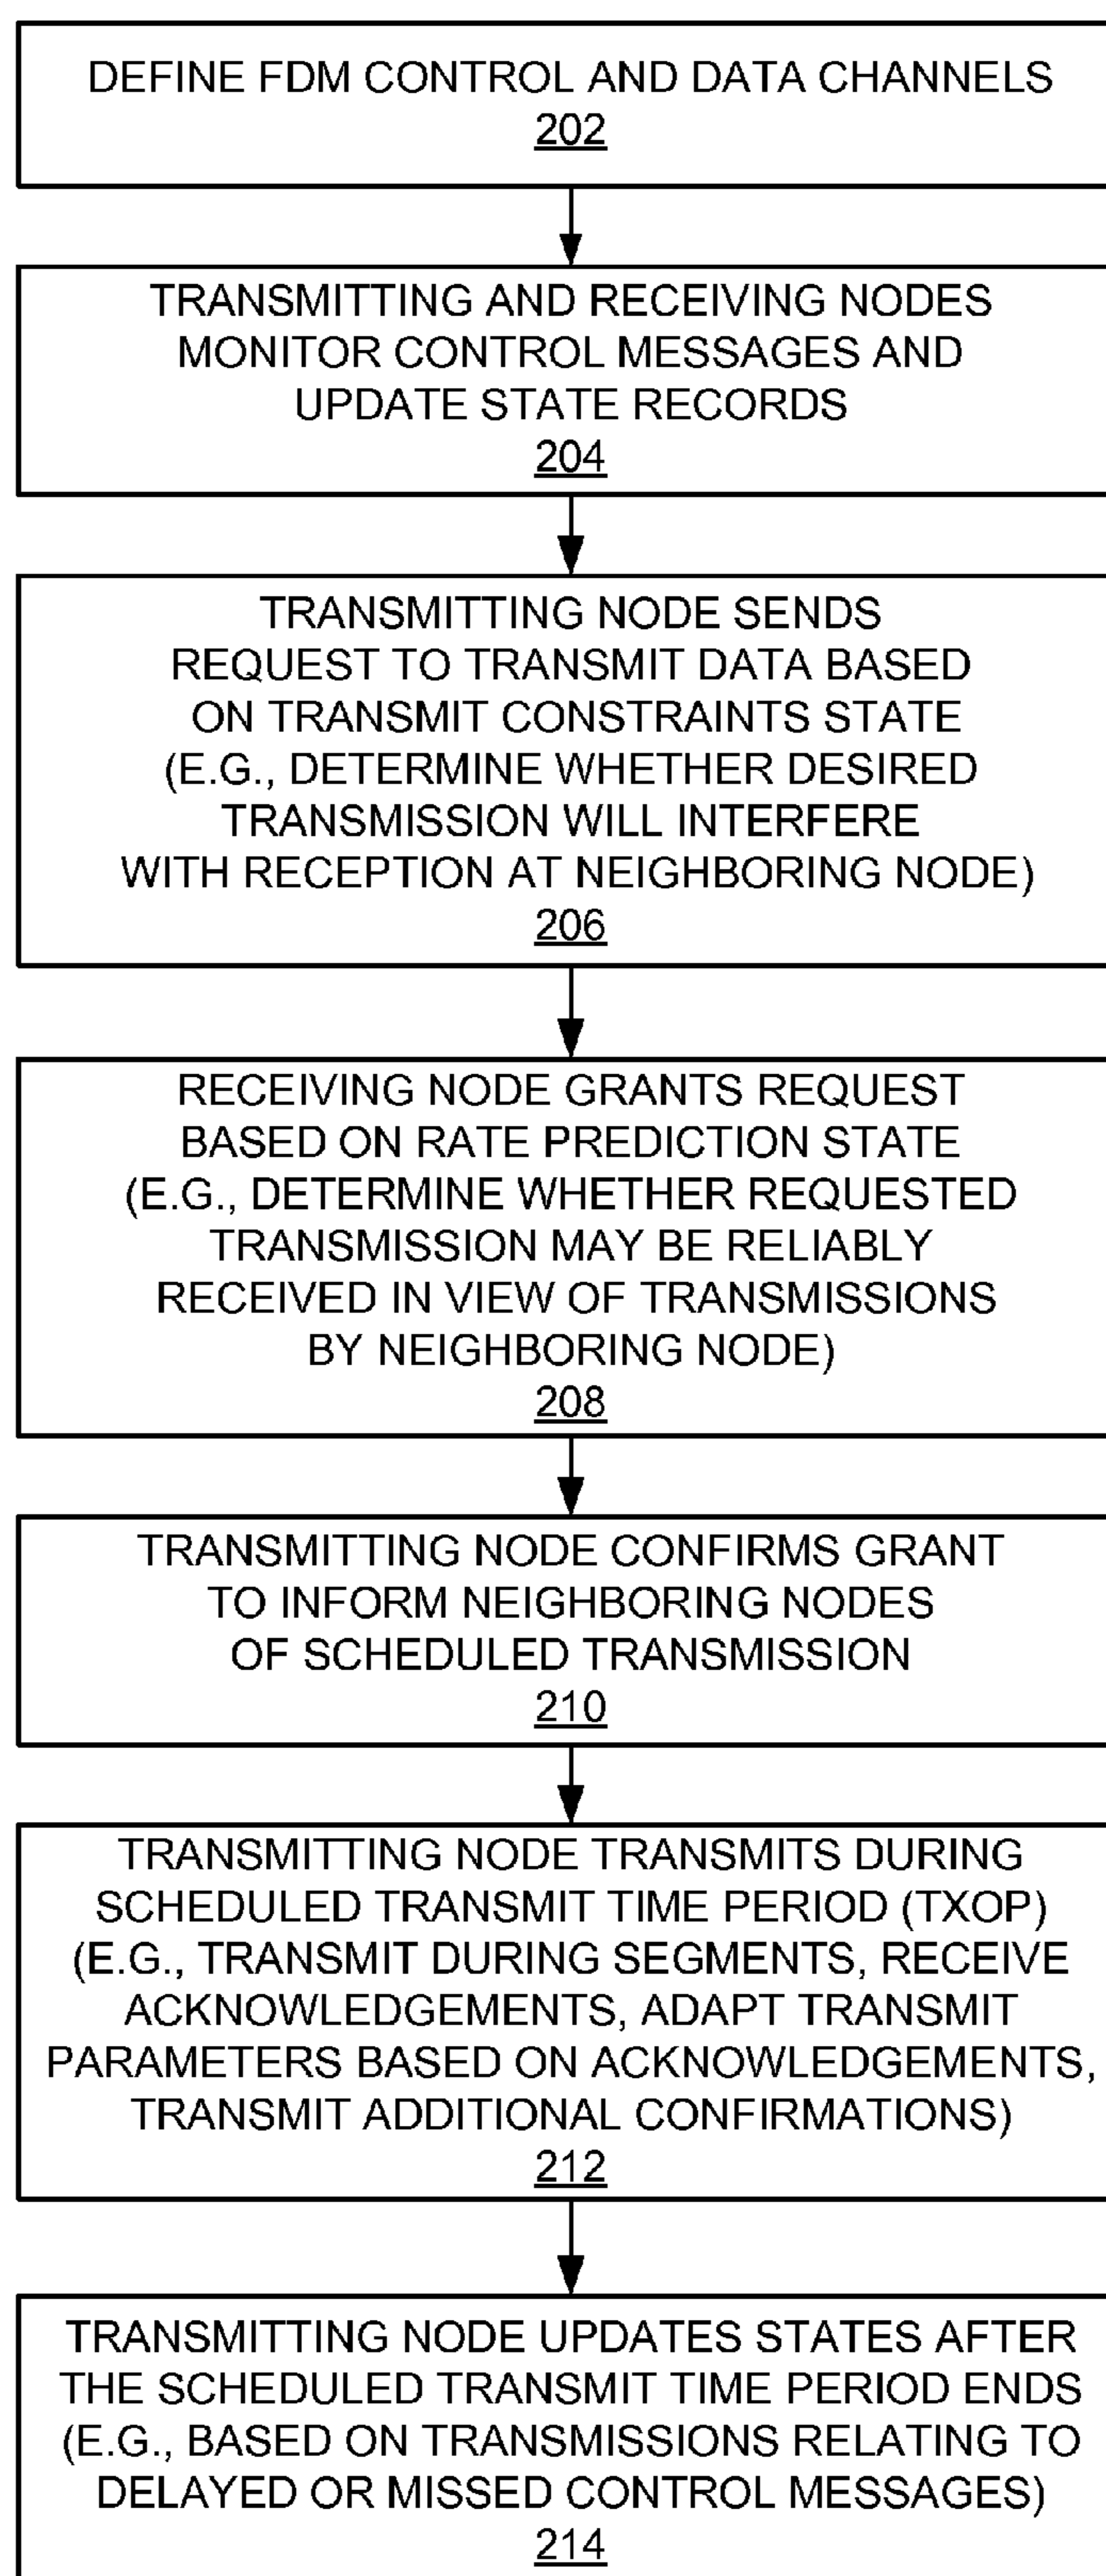 DEFINE FDM CONTROL AND DATA CHANNELS
202
TRANSMITTING AND RECEIVING NODES
MONITOR CONTROL MESSAGES AND
UPDATE STATE RECORDS
204
TRANSMITTING NODE SENDS
REQUEST TO TRANSMIT DATA BASED
ON TRANSMIT CONSTRAINTS STATE
(E.G., DETERMINE WHETHER DESIRED
TRANSMISSION WILL INTERFERE
WITH RECEPTION AT NEIGHBORING NODE)
206
RECEIVING NODE GRANTS REQUEST
BASED ON RATE PREDICTION STATE
(E.G., DETERMINE WHETHER REQUESTED
TRANSMISSION MAY BE RELIABLY
RECEIVED IN VIEW OF TRANSMISSIONS
BY NEIGHBORING NODE)
208
TRANSMITTING NODE CONFIRMS GRANT
TO INFORM NEIGHBORING NODES
OF SCHEDULED TRANSMISSION
210
TRANSMITTING NODE TRANSMITS DURING
SCHEDULED TRANSMIT TIME PERIOD (TXOP)
(E.G., TRANSMIT DURING SEGMENTS, RECEIVE
ACKNOWLEDGEMENTS, ADAPT TRANSMIT
PARAMETERS BASED ON ACKNOWLEDGEMENTS,
TRANSMIT ADDITIONAL CONFIRMATIONS)
212
TRANSMITTING NODE UPDATES STATES AFTER
THE SCHEDULED TRANSMIT TIME PERIOD ENDS
(E.G., BASED ON TRANSMISSIONS RELATING TO
DELAYED OR MISSED CONTROL MESSAGES)
214